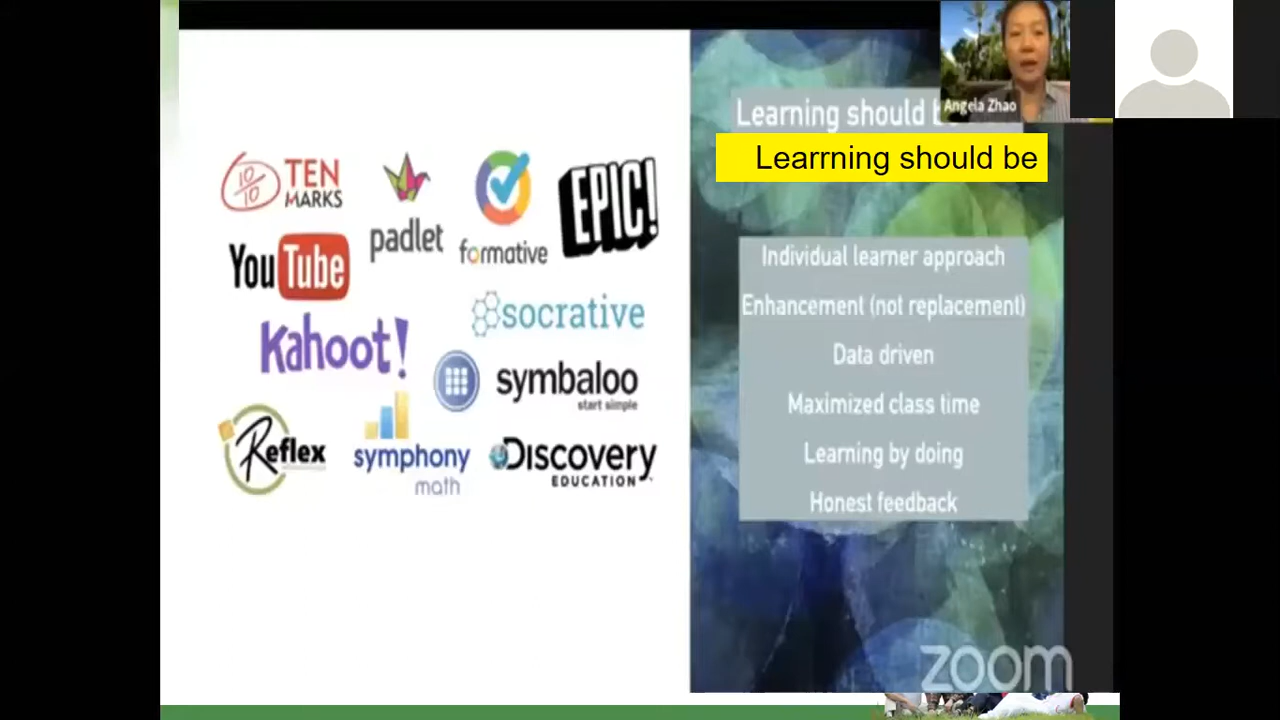 10/10 TEN MARKS
padlet
formative
EPIC!
YouTube
Kahoot!
socrative
symbaloo
start simple
Reflex
symphony
math
Discovery
EDUCATION
Learning should b
Angela Zhao
Learrning should be
Individual learner approach
Enhancement (not replacement)
Data driven
Maximized class time
Learning by doing
Honest feedback
zoom